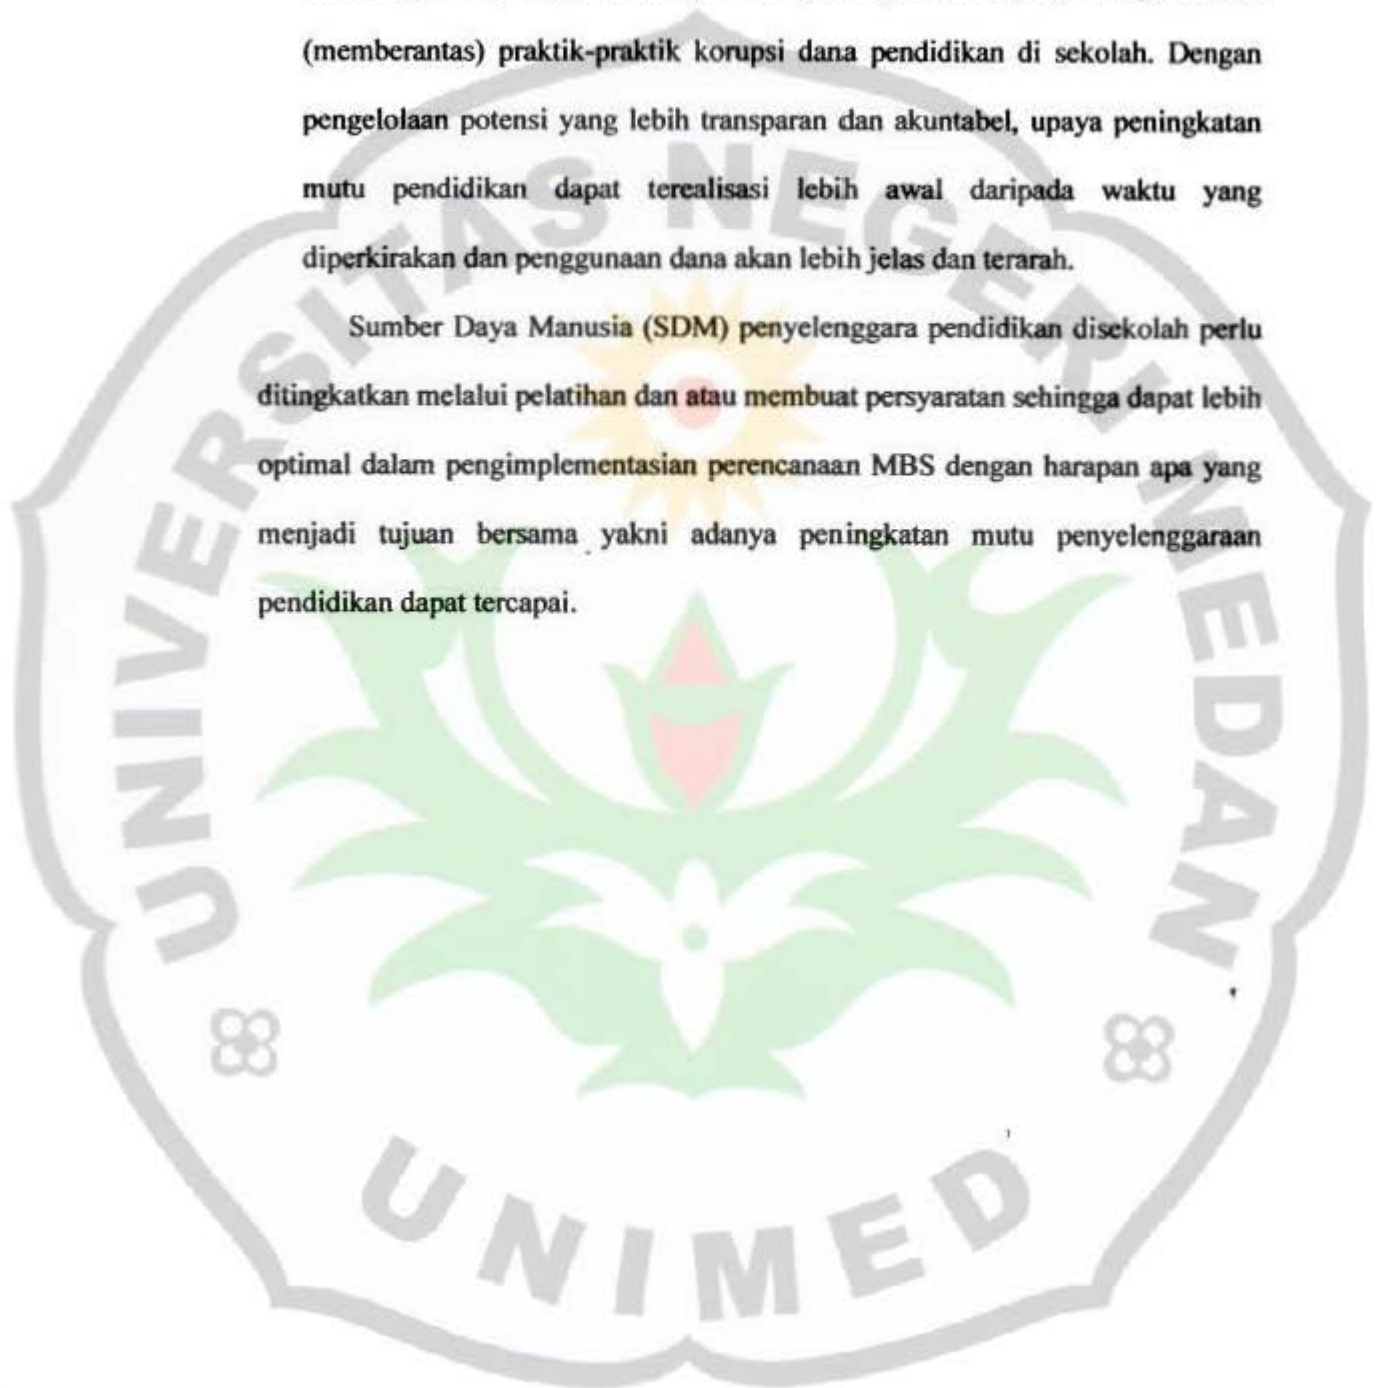 (memberantas) praktik-praktik korupsi dana pendidikan di sekolah. Dengan
pengelolaan potensi yang lebih transparan dan akuntabel, upaya peningkatan
mutu pendidikan dapat terealisasi lebih awal daripada waktu yang
diperkirakan dan penggunaan dana akan lebih jelas dan terarah.
Sumber Daya Manusia (SDM) penyelenggara pendidikan disekolah perlu
ditingkatkan melalui pelatihan dan atau membuat persyaratan sehingga dapat lebih
optimal dalam pengimplementasian perencanaan MBS dengan harapan apa yang
menjadi tujuan bersama yakni adanya peningkatan mutu penyelenggaraan
pendidikan dapat tercapai.
UNIVERSITAS NEGERI MEDAN
UNIMED